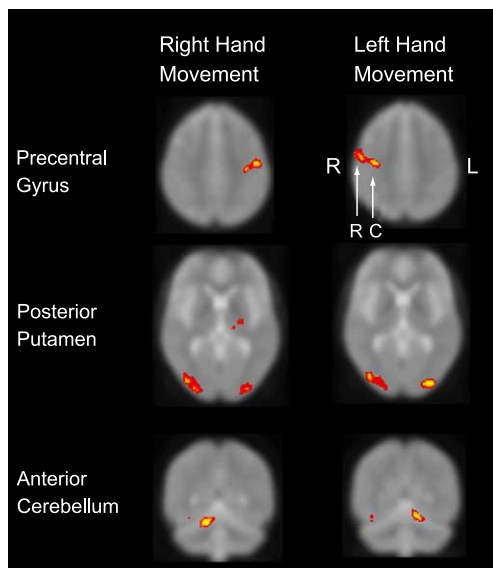 Right Hand
Movement
Left Hand
Movement
Precentral
Gyrus
R
L
R C
Posterior
Putamen
Anterior
Cerebellum